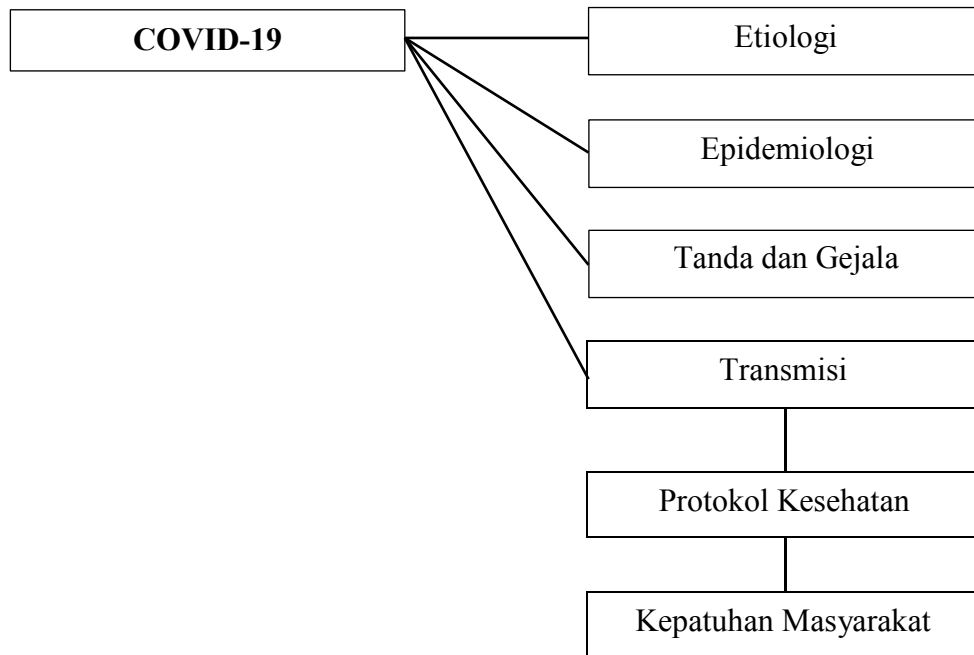 COVID-19
Etiologi
Epidemiologi
Tanda dan Gejala
Transmisi
Protokol Kesehatan
Kepatuhan Masyarakat